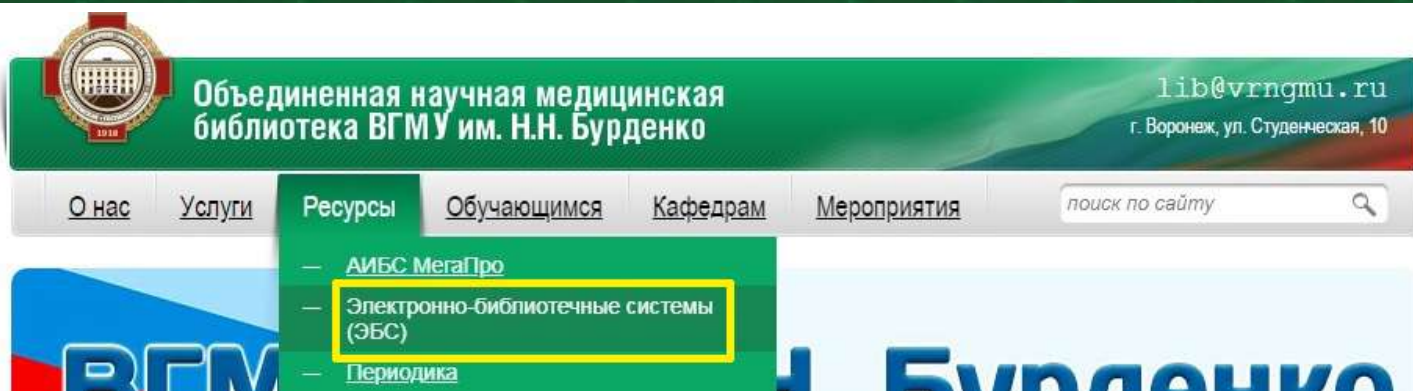 1918
Объединенная научная медицинская
библиотека ВГМУ им. Н.Н. Бурденко
lib@vrngmu.ru
г. Воронеж, ул. Студенческая, 10
О нас Услуги Ресурсы Обучающимся Кафедрам Мероприятия поиск по сайту
— АИБС МегаПро
— Электронно-библиотечные системы
(ЭБС)
— Периодика
Бурденко